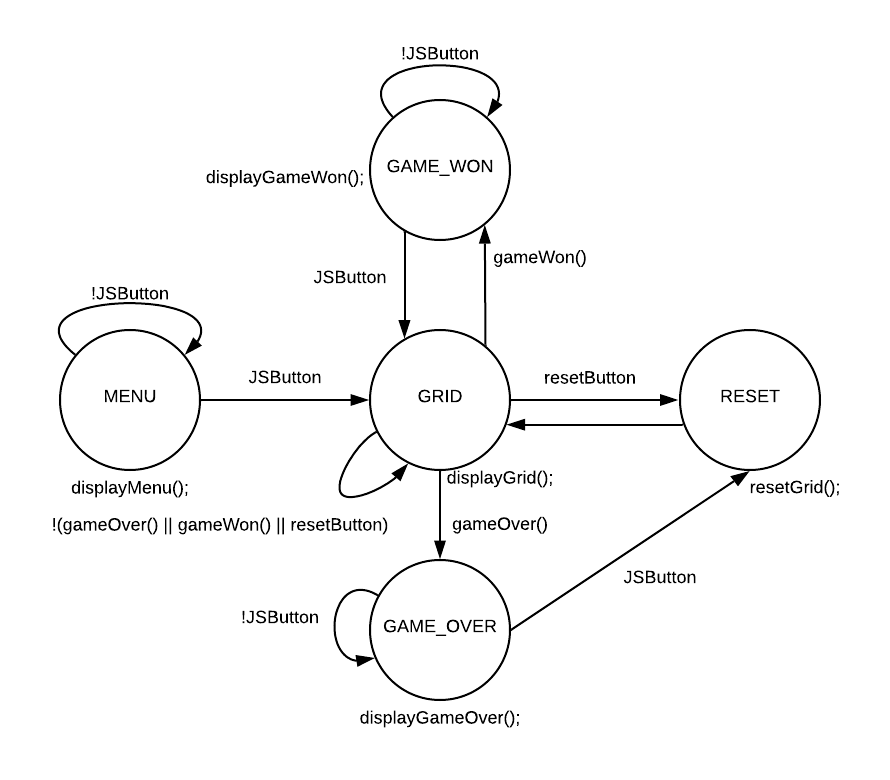 !JSButton
GAME_WON
displayGameWon();
gameWon()
JSButton
!JSButton
JSButton
resetButton
MENU
GRID
RESET
displayMenu();
displayGrid();
resetGrid();
!(gameOver() || gameWon() || resetButton)
gameOver()
JSButton
!JSButton
GAME_OVER
displayGameOver();